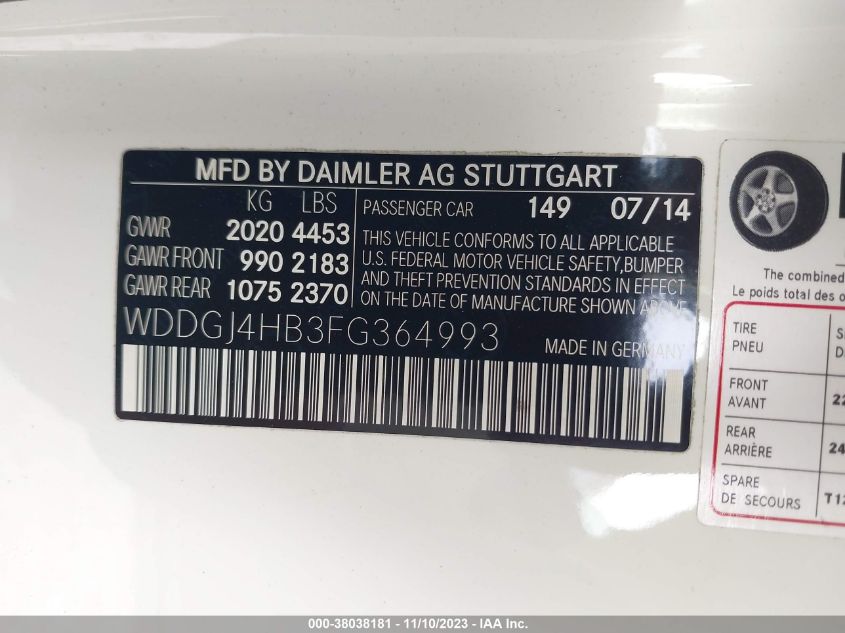 MFD BY DAIMLER AG STUTTGART
KG LBS
GVWR 2020 4453
GAWR FRONT 990 2183
GAWR REAR 1075 2370
PASSENGER CAR 149 07/14
THIS VEHICLE CONFORMS TO ALL APPLICABLE
U.S. FEDERAL MOTOR VEHICLE SAFETY,BUMPER
AND THEFT PREVENTION STANDARDS IN EFFECT
ON THE DATE OF MANUFACTURE SHOWN ABOVE.
WDDGJ4HB3FG364993
MADE IN GERMANY
The combined
Le poids total des
TIRE
PNEU
FRONT
AVANT
REAR
ARRIÈRE
SPARE
DE SECOURS
000-38038181 - 11/10/2023 - IAA Inc.